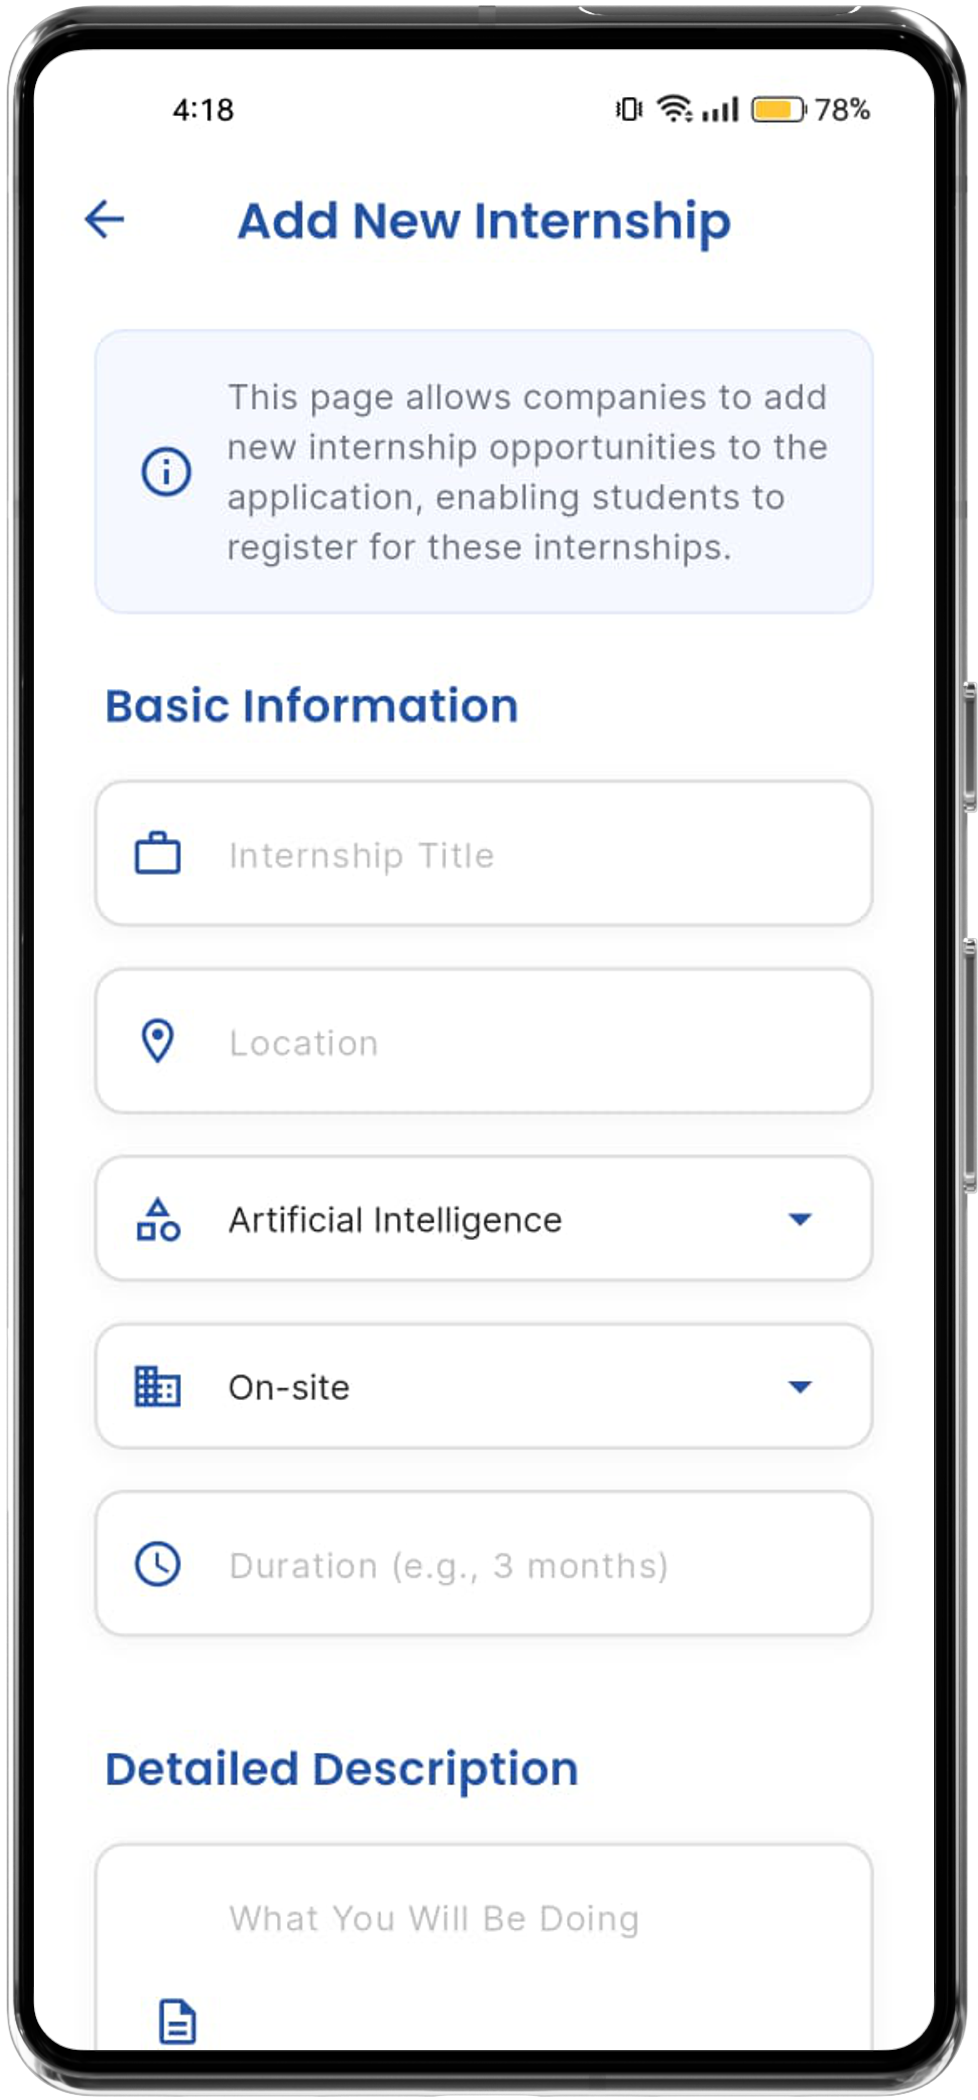 4:18
78%
Add New Internship
This page allows companies to add
new internship opportunities to the
application, enabling students to
register for these internships.
Basic Information
Internship Title
Location
Artificial Intelligence
On-site
Duration (e.g., 3 months)
Detailed Description
What You Will Be Doing